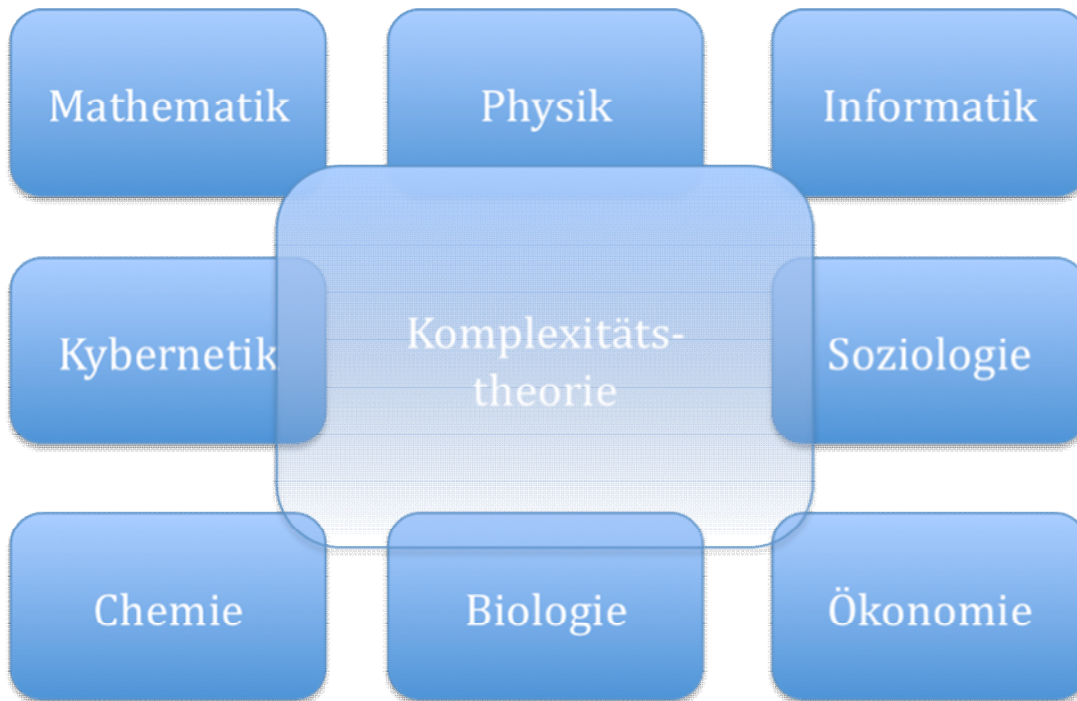 Mathematik
Physik
Informatik
Kybernetik
Komplexitäts-
theorie
Soziologie
Chemie
Biologie
Ökonomie